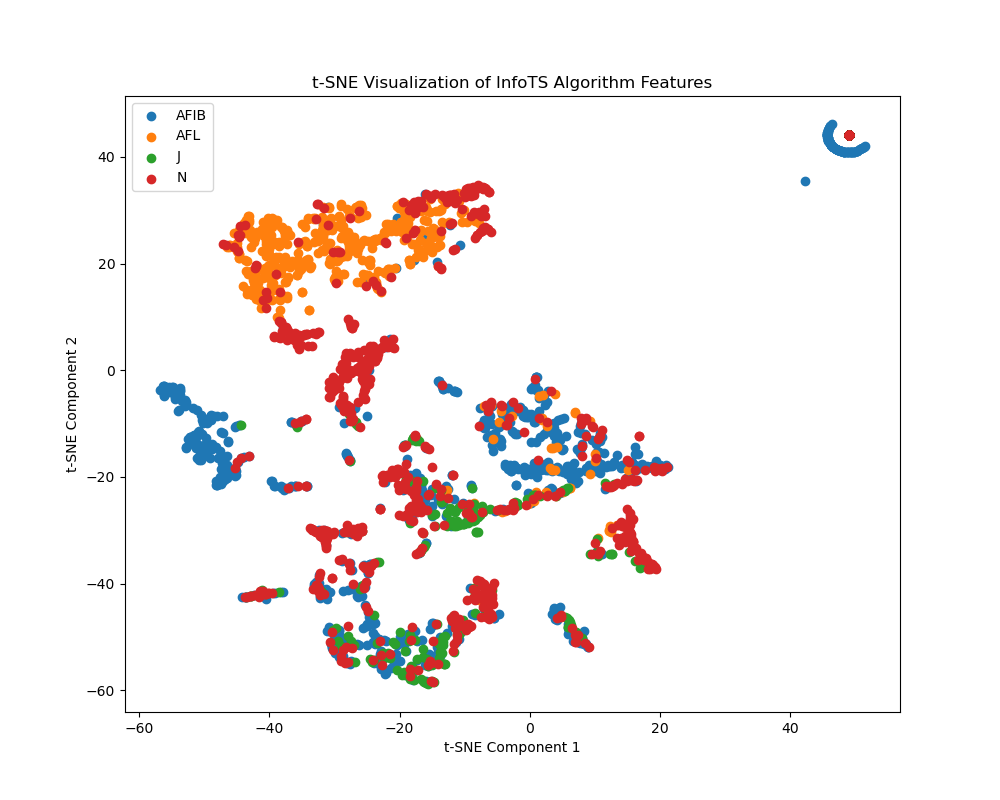 t-SNE Visualization of InfoTS Algorithm Features
AFIB
AFL
J
N
40
20
0
−20
−40
−60
t-SNE Component 2
−60
−40
−20
0
20
40
t-SNE Component 1